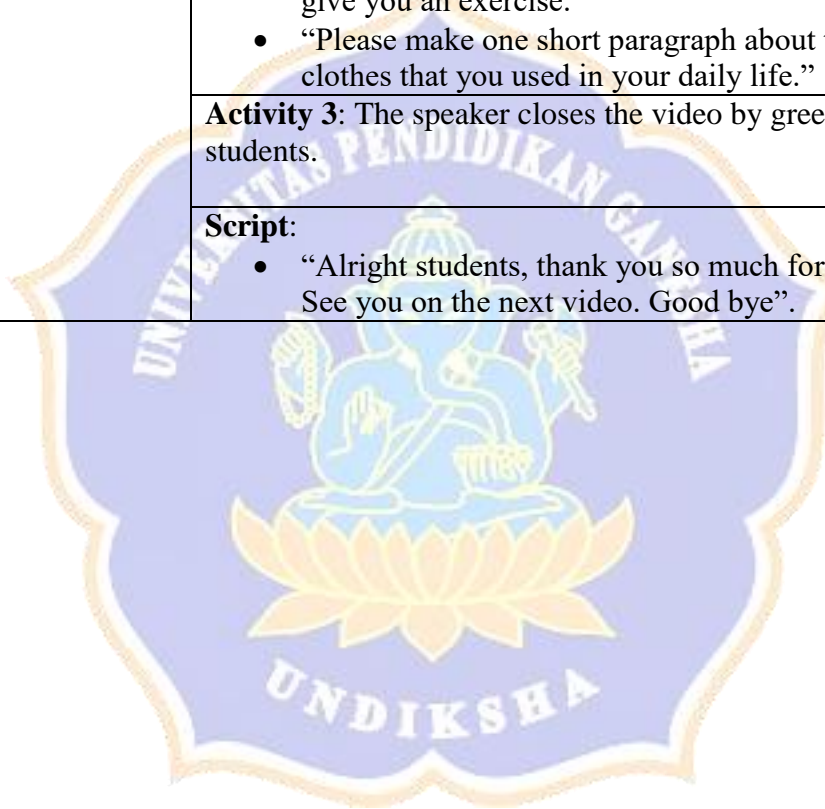 give you an exercise.
• “Please make one short paragraph about
clothes that you used in your daily life.”
Activity 3: The speaker closes the video by
students.
Script:
• “Alright students, thank you so much for
See you on the next video. Good bye”.
UNIVERSITAS PENDIDIKAN GANESHA
UNDIKSHA